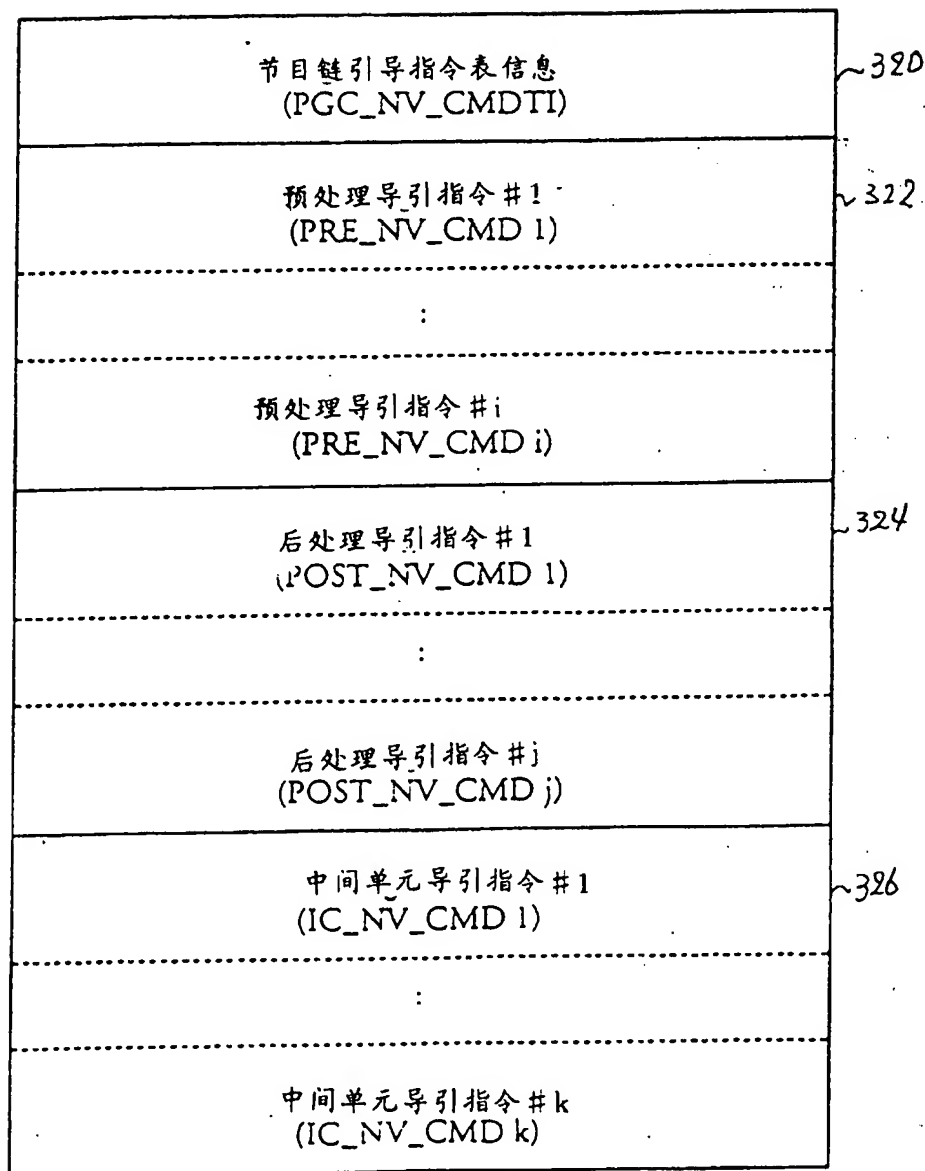 节目链引导指令表信息
(PGC_NV_CMDTI)
320
预处理导引指令#1
(PRE_NV_CMD 1)
322
:
预处理导引指令#i
(PRE_NV_CMD i)
后处理导引指令#1
(POST_NV_CMD 1)
324
:
后处理导引指令#j
(POST_NV_CMD j)
中间单元导引指令#1
(IC_NV_CMD 1)
326
:
中间单元导引指令#k
(IC_NV_CMD k)